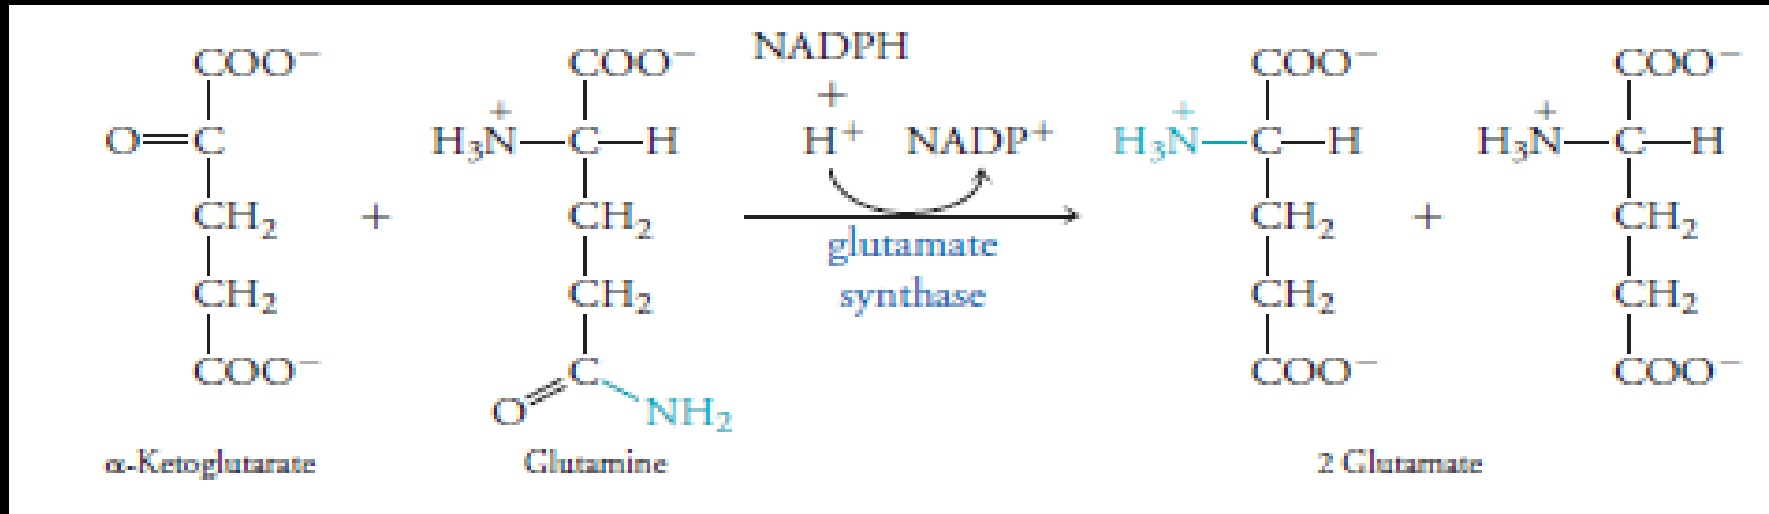 COO⁻ COO⁻ NADPH COO⁻ COO⁻
+ + + +
O=C H₃N—C—H H⁺ NADP⁺ H₃N—C—H H₃N—C—H
CH₂ + CH₂ CH₂ + CH₂
glutamate
CH₂ CH₂ synthase CH₂ CH₂
COO⁻ C COO⁻ COO⁻
O NH₂
α-Ketoglutarate Glutamine 2 Glutamate